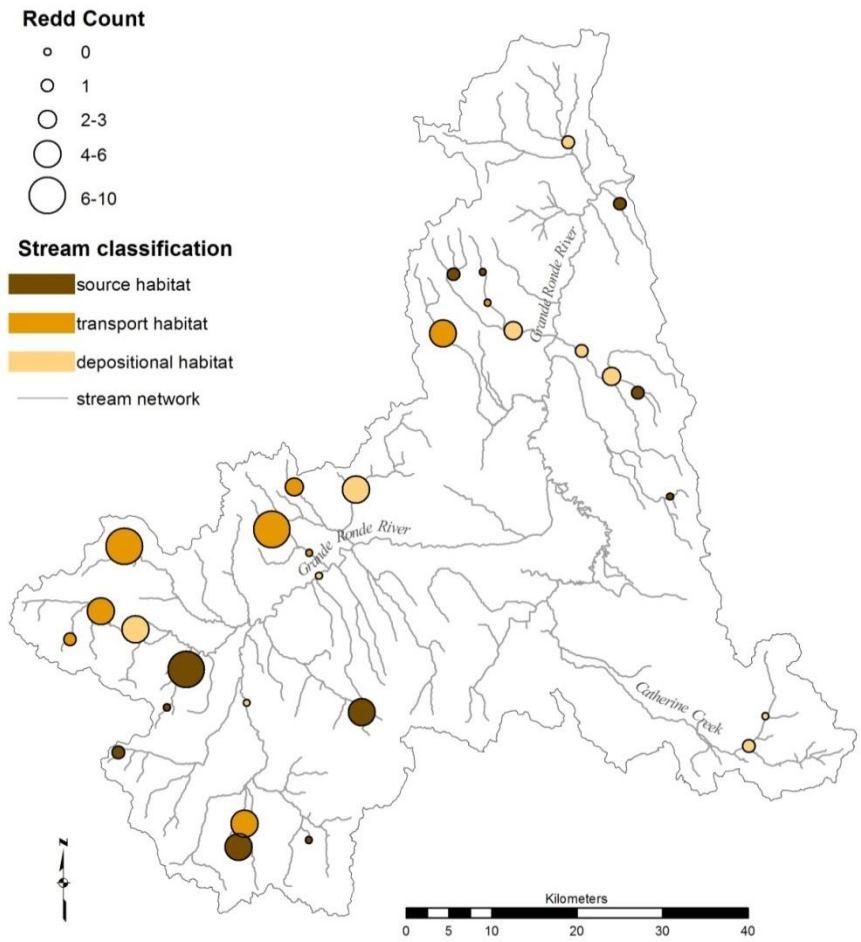 Redd Count
0
1
2-3
4-6
6-10
Stream classification
source habitat
transport habitat
depositional habitat
stream network
Grande Ronde River
Grande Ronde River
Catherine Creek
N
Kilometers
0 5 10 20 30 40